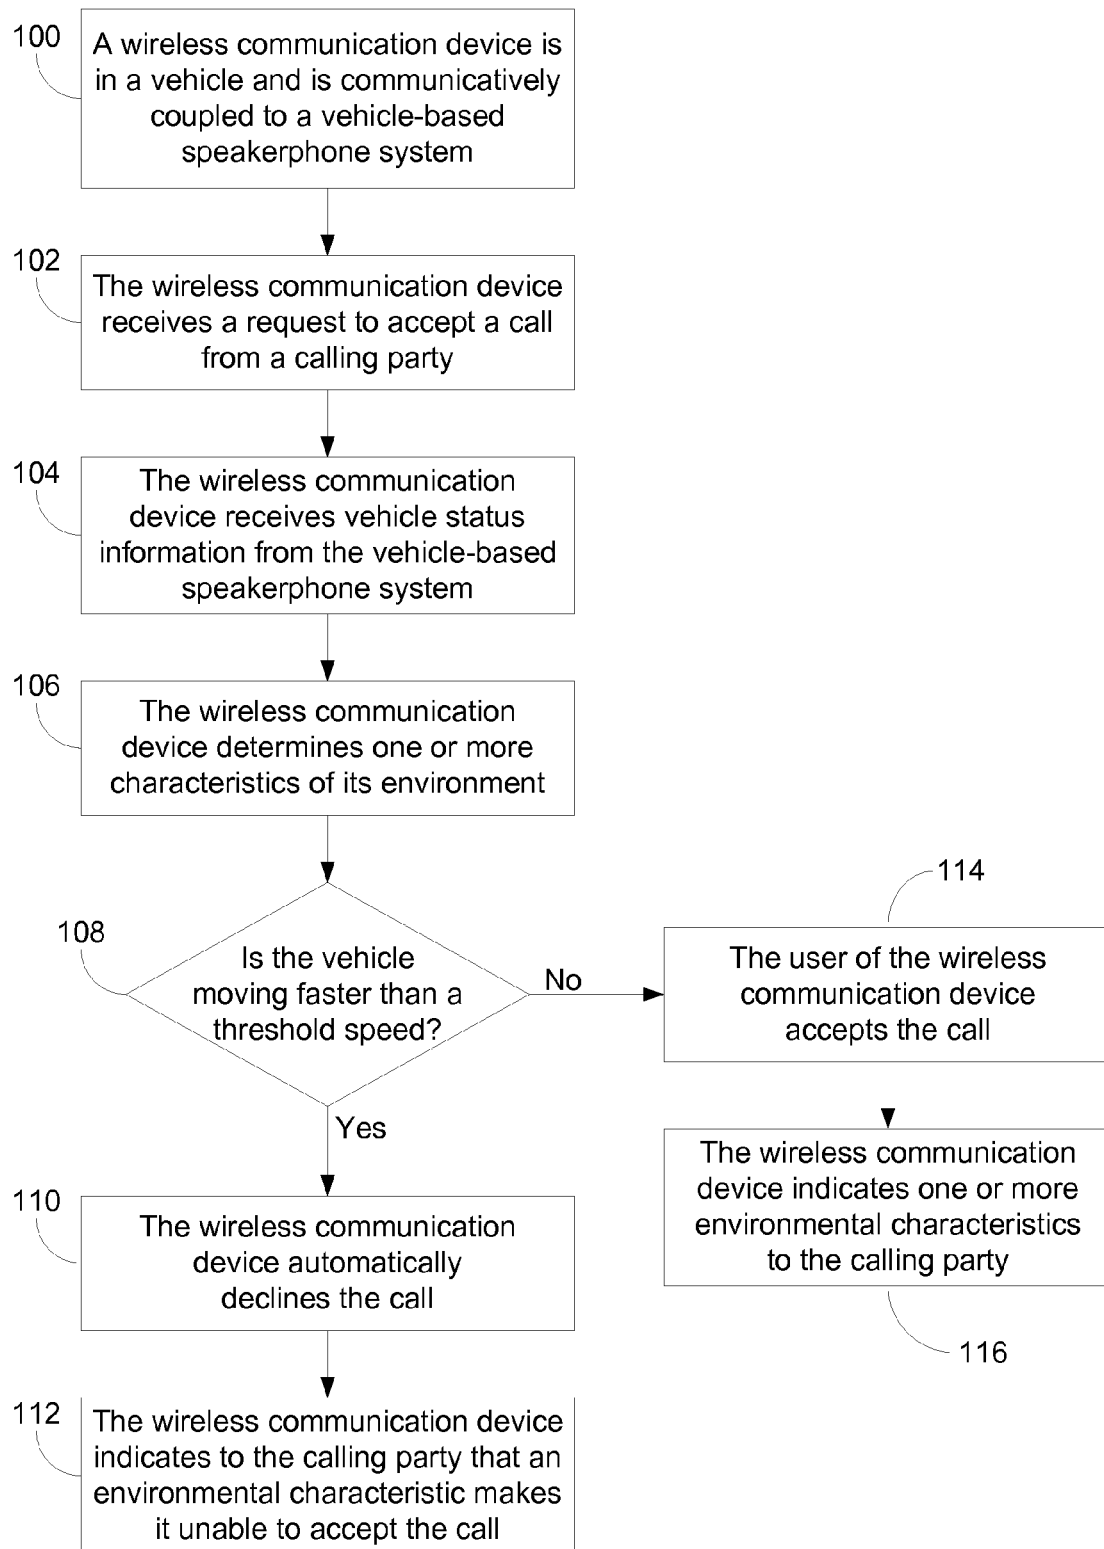 100
A wireless communication device is
in a vehicle and is communicatively
coupled to a vehicle-based
speakerphone system
102
The wireless communication device
receives a request to accept a call
from a calling party
104
The wireless communication
device receives vehicle status
information from the vehicle-based
speakerphone system
106
The wireless communication
device determines one or more
characteristics of its environment
108
Is the vehicle
moving faster than a
threshold speed?
No
Yes
114
The user of the wireless
communication device
accepts the call
The wireless communication
device indicates one or more
environmental characteristics
to the calling party
116
110
The wireless communication
device automatically
declines the call
112
The wireless communication device
indicates to the calling party that an
environmental characteristic makes
it unable to accept the call